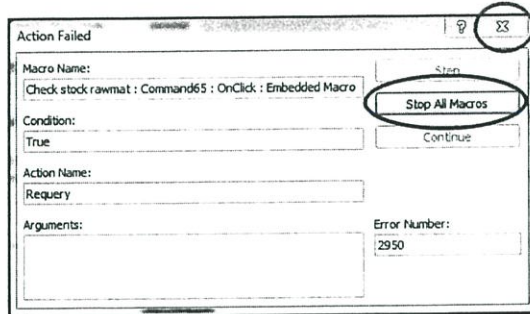 Action Failed
Macro Name:
Step
Check stock rawmat : Command65 : OnClick : Embedded Macro
Stop All Macros
Condition:
True
Continue
Action Name:
Requery
Arguments:
Error Number:
2950